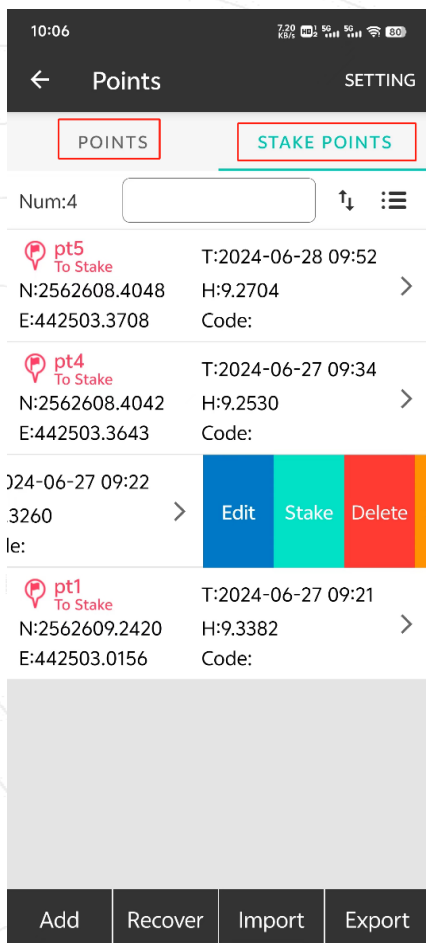 10:06
7.20 KB/s HD 5G 5G 80
Points
SETTING
POINTS
STAKE POINTS
Num:4
pt5
To Stake
T:2024-06-28 09:52
N:2562608.4048
H:9.2704
E:442503.3708
Code:
pt4
To Stake
T:2024-06-27 09:34
N:2562608.4042
H:9.2530
E:442503.3643
Code:
024-06-27 09:22
.3260
le:
Edit
Stake
Delete
pt1
To Stake
T:2024-06-27 09:21
N:2562609.2420
H:9.3382
E:442503.0156
Code:
Add
Recover
Import
Export